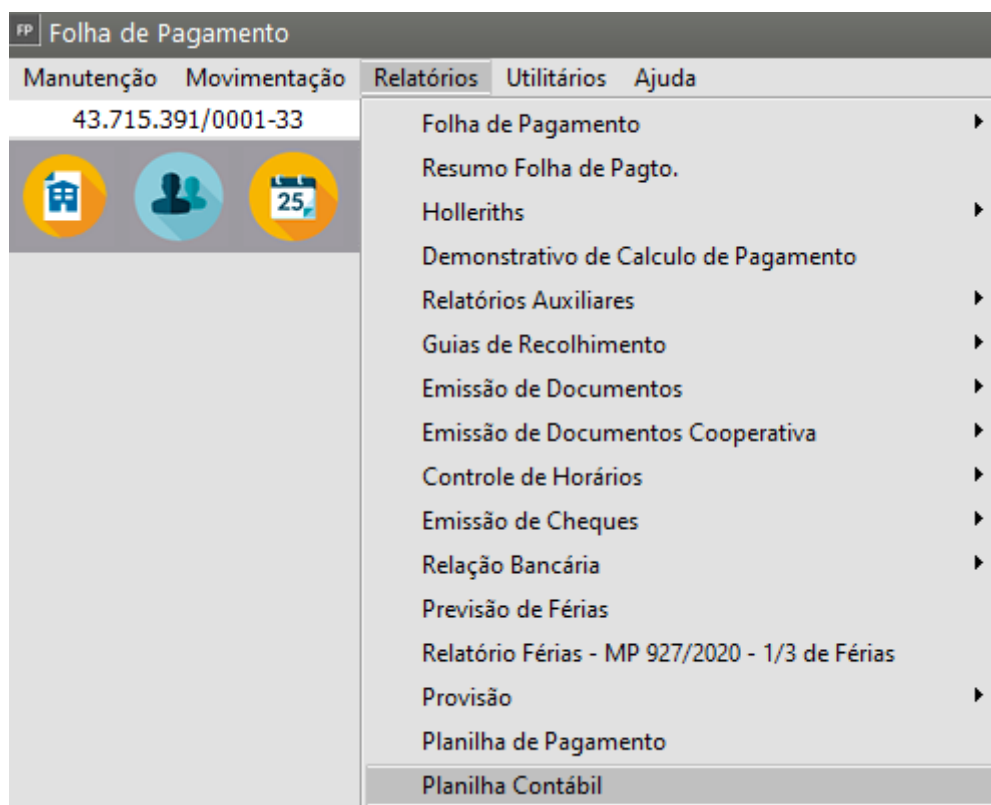 FP Folha de Pagamento
Manutenção Movimentação Relatórios Utilitários Ajuda
43.715.391/0001-33
25
Folha de Pagamento
Resumo Folha de Pagto.
Holleriths
Demonstrativo de Calculo de Pagamento
Relatórios Auxiliares
Guias de Recolhimento
Emissão de Documentos
Emissão de Documentos Cooperativa
Controle de Horários
Emissão de Cheques
Relação Bancária
Previsão de Férias
Relatório Férias - MP 927/2020 - 1/3 de Férias
Provisão
Planilha de Pagamento
Planilha Contábil